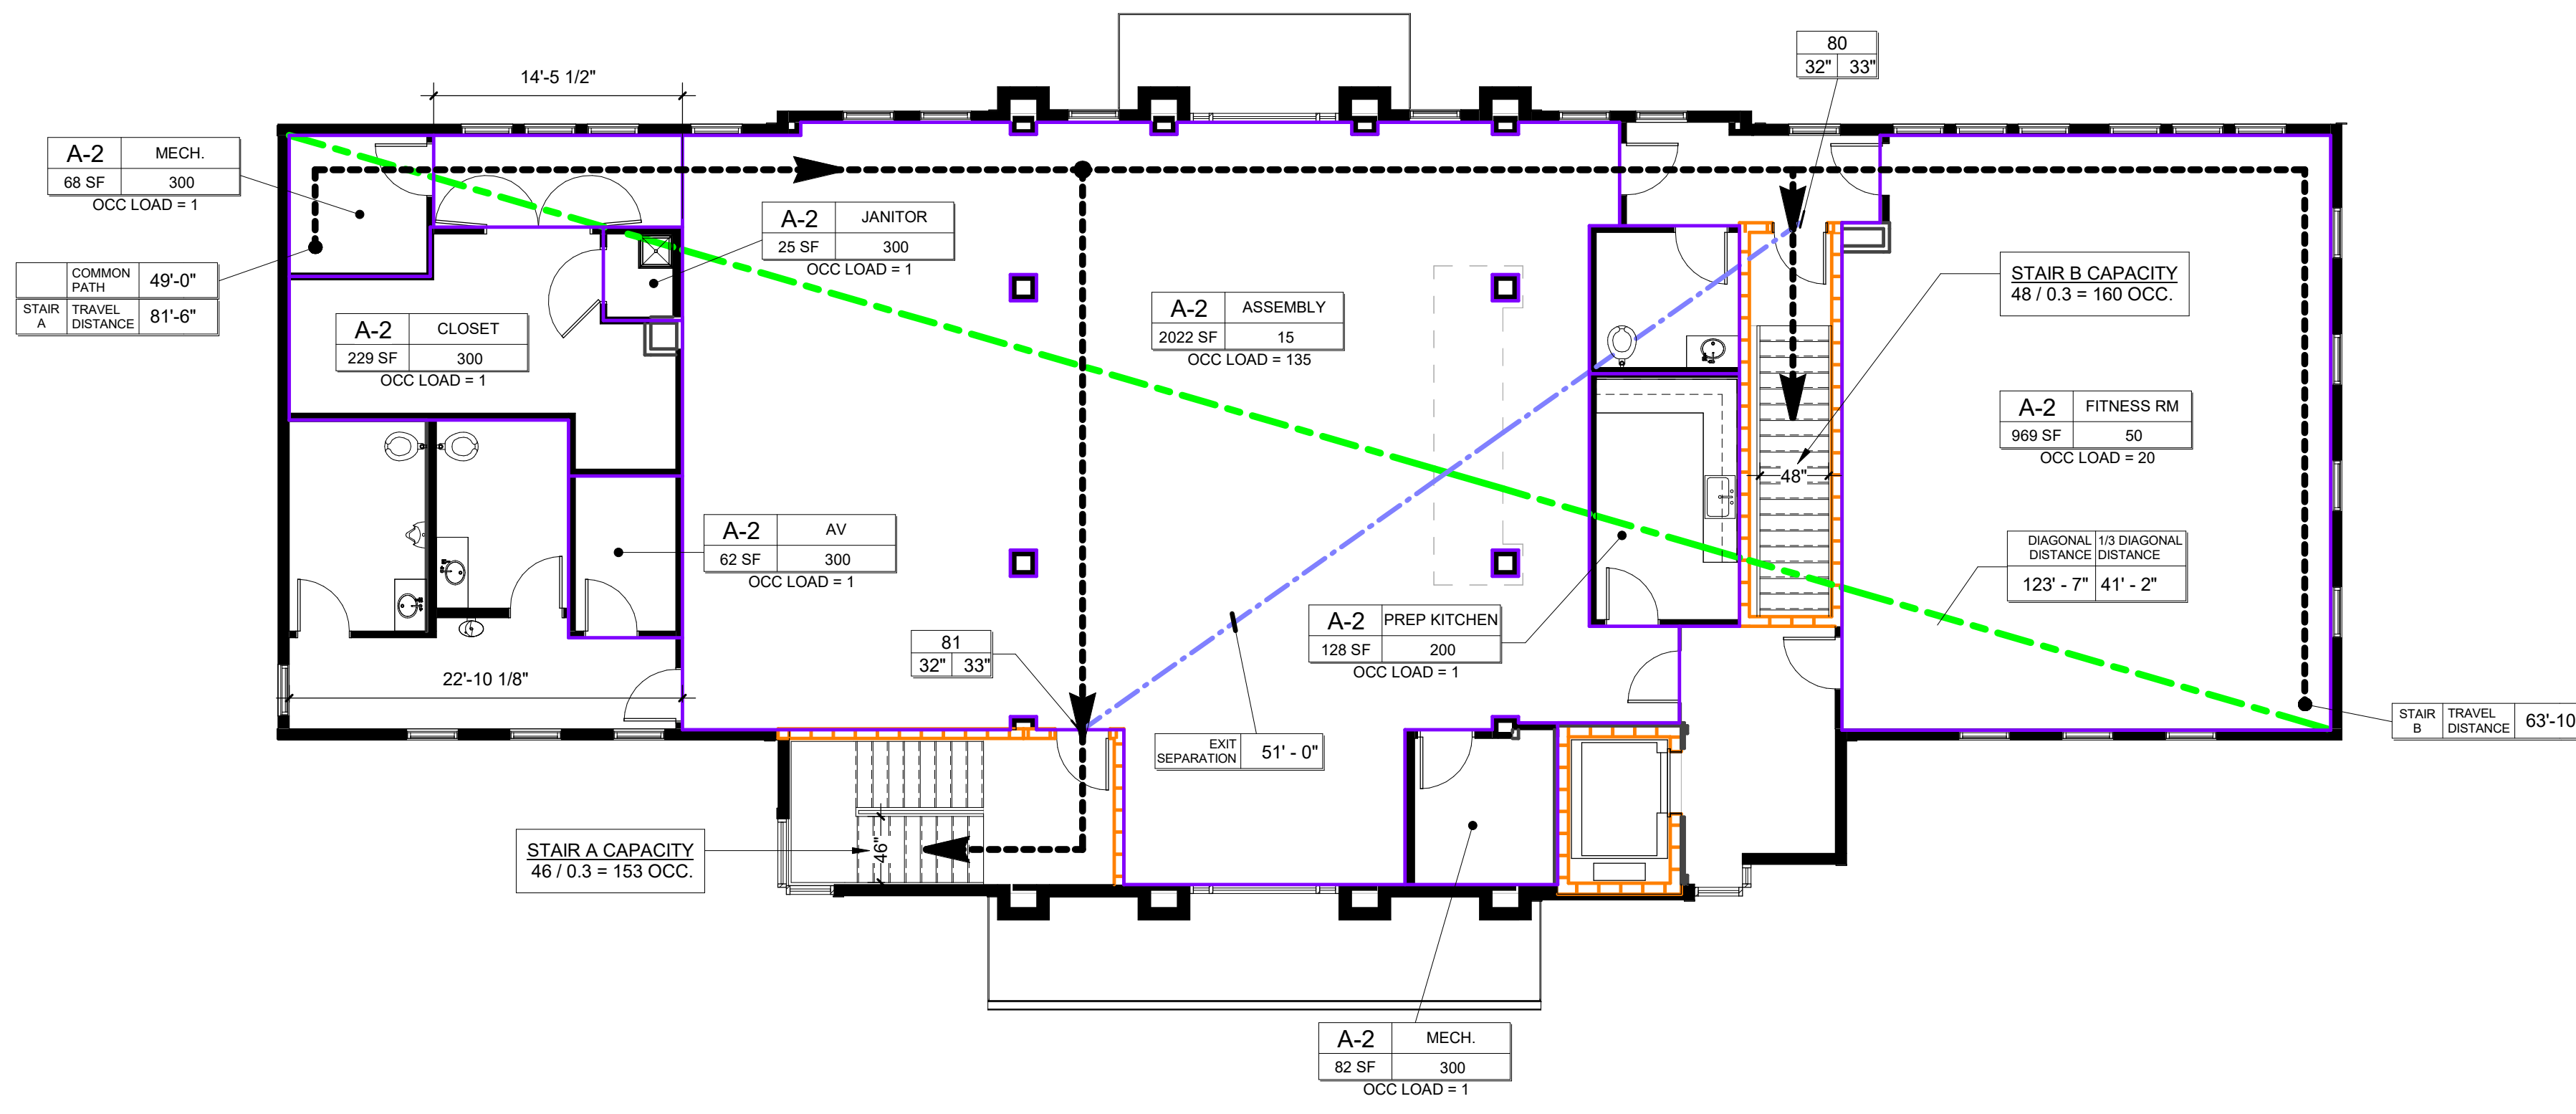 80
32" 33"
14'-5 1/2"
A-2 MECH.
68 SF 300
OCC LOAD = 1
A-2 JANITOR
25 SF 300
OCC LOAD = 1
COMMON PATH 49'-0"
STAIR A TRAVEL DISTANCE 81'-6"
STAIR B CAPACITY
48 / 0.3 = 160 OCC.
A-2 CLOSET
229 SF 300
OCC LOAD = 1
A-2 ASSEMBLY
2022 SF 15
OCC LOAD = 135
A-2 FITNESS RM
969 SF 50
OCC LOAD = 20
48"
A-2 AV
62 SF 300
OCC LOAD = 1
DIAGONAL DISTANCE 1/3 DIAGONAL DISTANCE
123' - 7" 41' - 2"
A-2 PREP KITCHEN
128 SF 200
OCC LOAD = 1
81
32" 33"
22'-10 1/8"
STAIR B TRAVEL DISTANCE 63'-10
EXIT SEPARATION 51' - 0"
STAIR A CAPACITY
46 / 0.3 = 153 OCC.
46"
A-2 MECH.
82 SF 300
OCC LOAD = 1